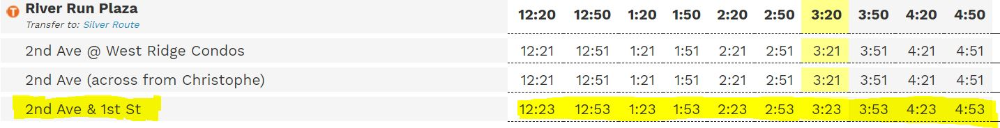 T River Run Plaza 12:20 12:50 1:20 1:50 2:20 2:50 3:20 3:50 4:20 4:50
Transfer to: Silver Route
2nd Ave @ West Ridge Condos 12:21 12:51 1:21 1:51 2:21 2:51 3:21 3:51 4:21 4:51
2nd Ave (across from Christophe) 12:21 12:51 1:21 1:51 2:21 2:51 3:21 3:51 4:21 4:51
2nd Ave & 1st St 12:23 12:53 1:23 1:53 2:23 2:53 3:23 3:53 4:23 4:53